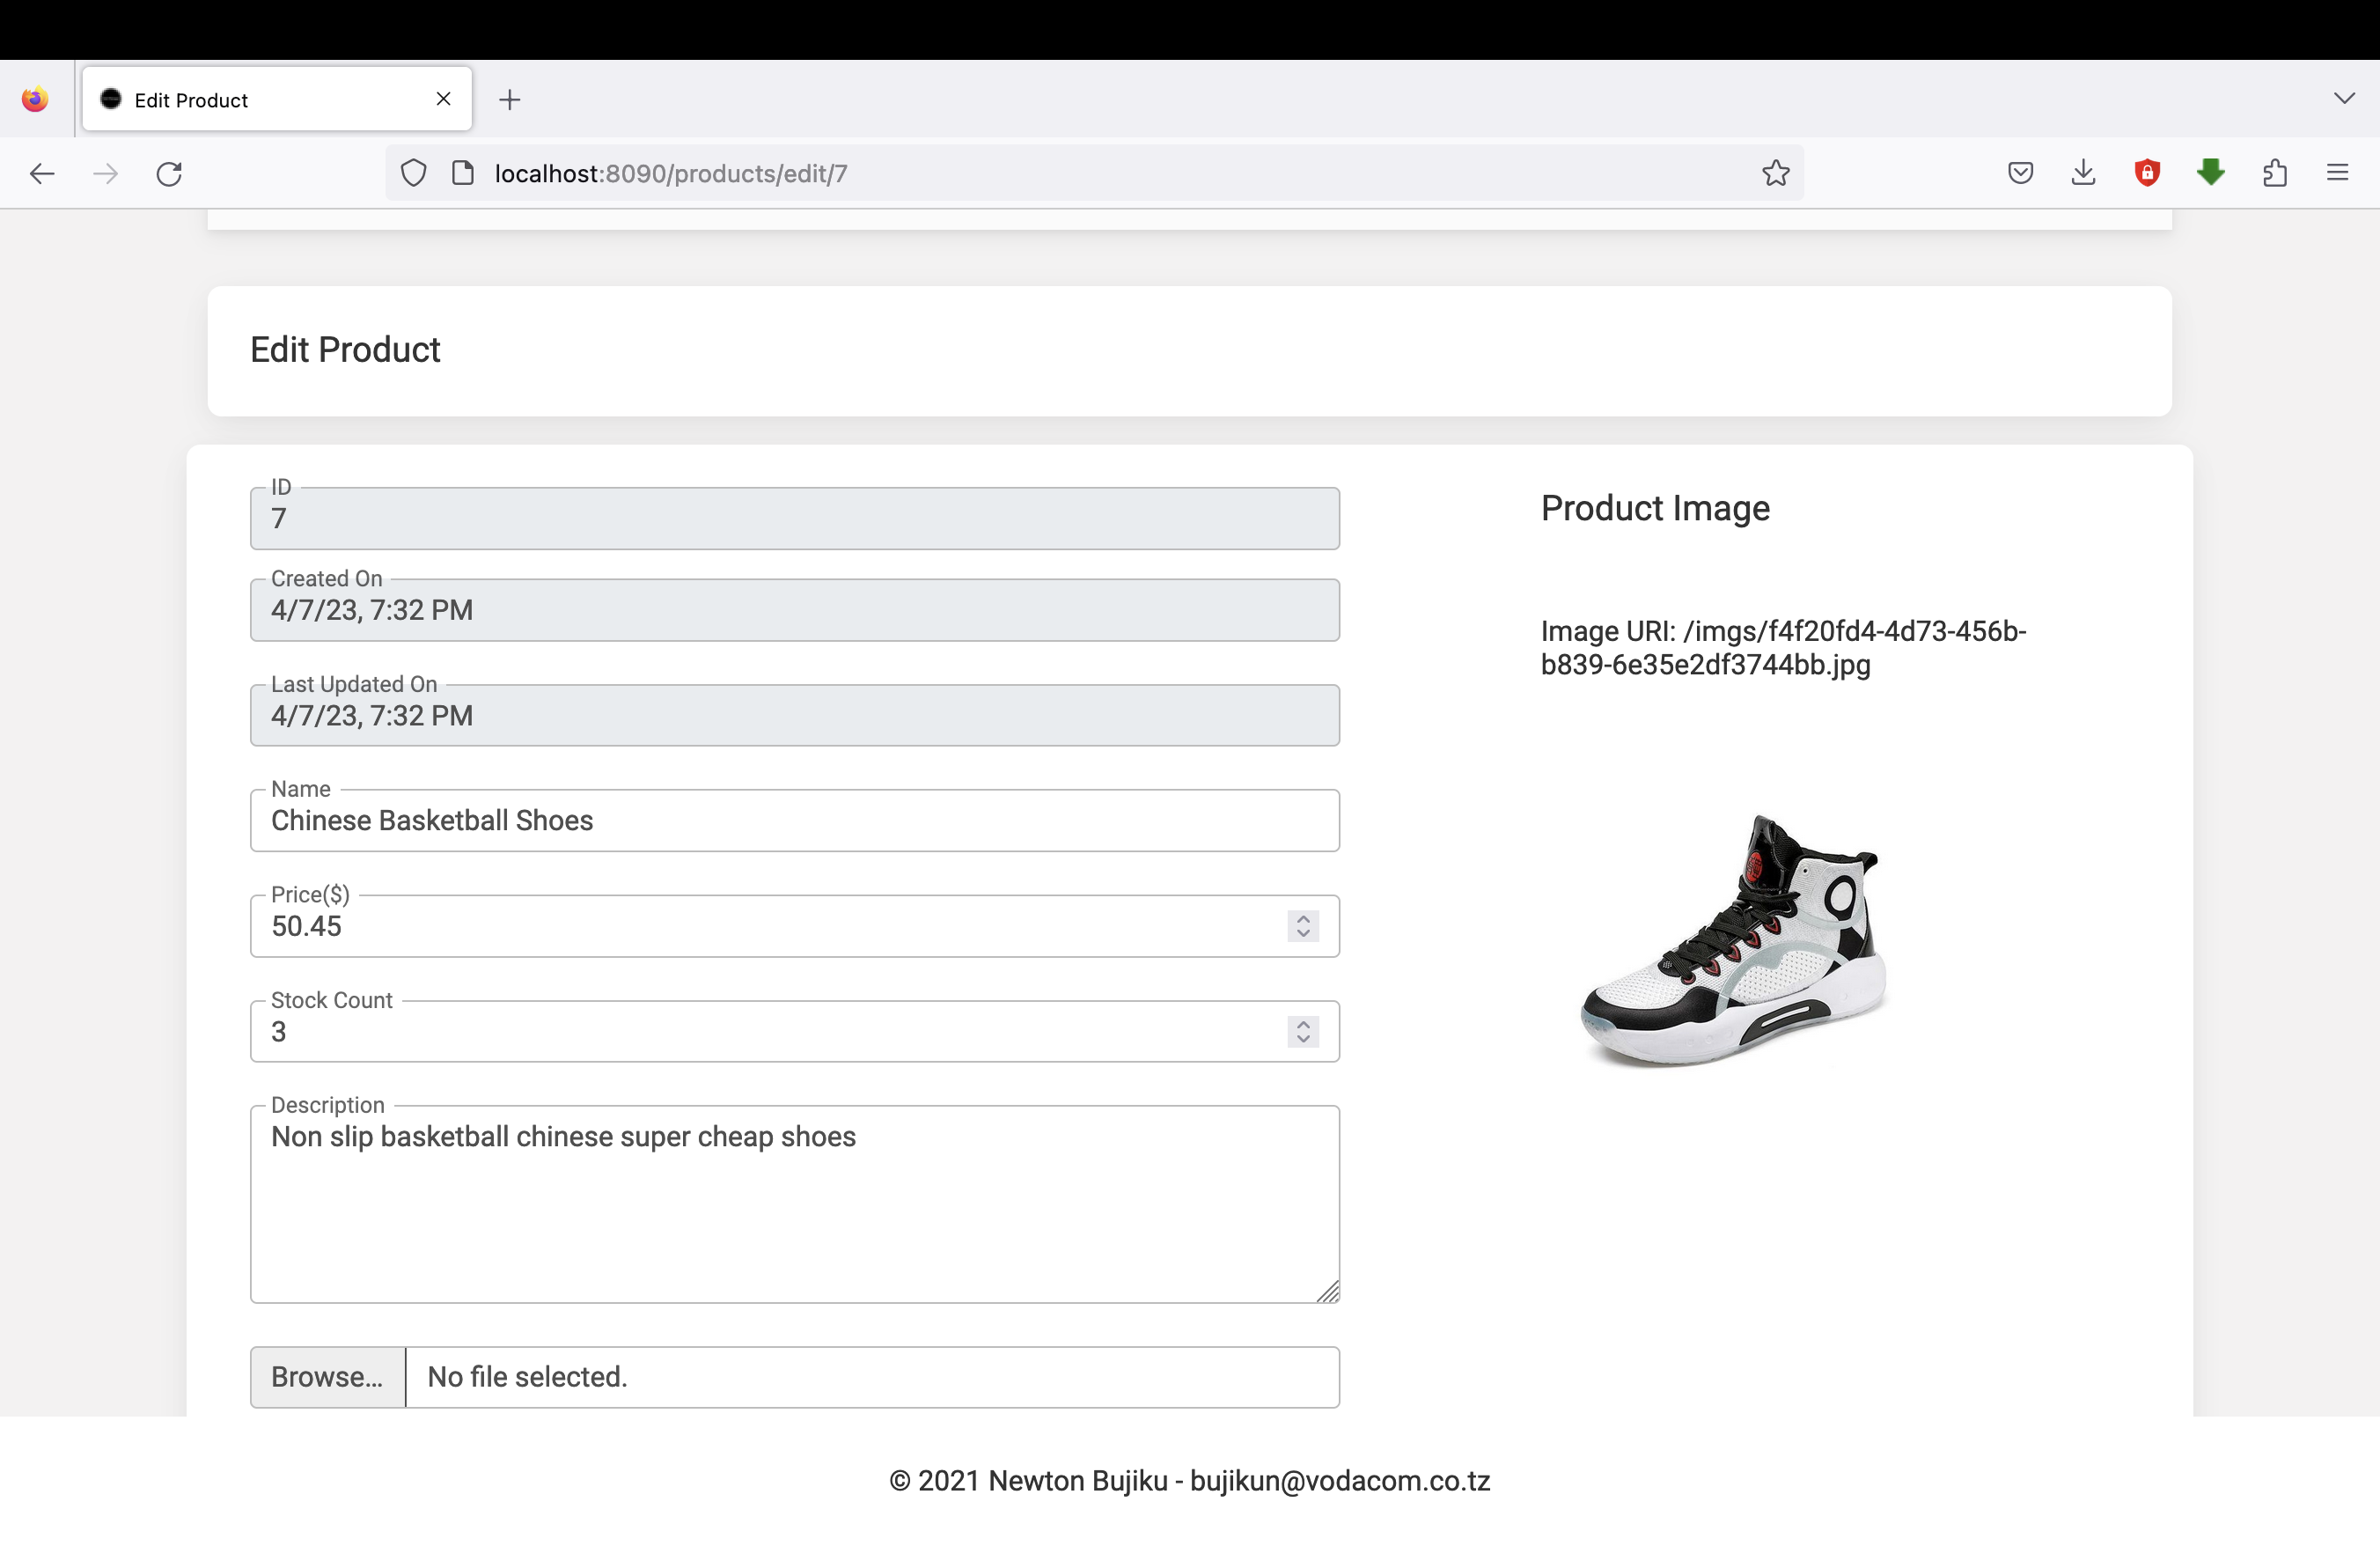 Edit Product
localhost:8090/products/edit/7
Edit Product
ID
7
Created On
4/7/23, 7:32 PM
Last Updated On
4/7/23, 7:32 PM
Name
Chinese Basketball Shoes
Price($)
50.45
Stock Count
3
Description
Non slip basketball chinese super cheap shoes
Browse...
No file selected.
Product Image
Image URI: /imgs/f4f20fd4-4d73-456b-
b839-6e35e2df3744bb.jpg
© 2021 Newton Bujiku - bujikun@vodacom.co.tz